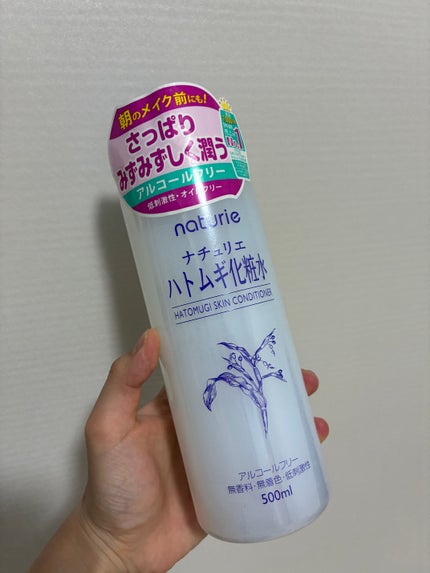 朝のメイク前にも!
さっぱり
みずみずしく潤う
アルコールフリー
低刺激性・オイルフリー
naturie
ナチュリエ
ハトムギ化粧水
HATOMUGI SKIN CONDITIONER
アルコールフリー
無香料・無着色・低刺激性
500ml